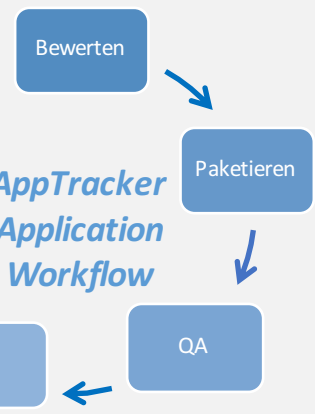 Bewerten
Paketieren
AppTracker
Application
Workflow
QA